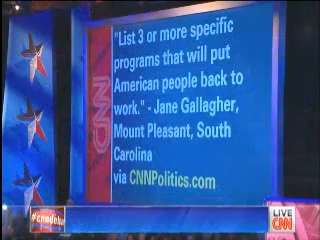 "List 3 or more specific
programs that will put
American people back to
work." - Jane Gallagher,
Mount Pleasant, South
Carolina
via CNNPolitics.com
CNN
LIVE
CNN